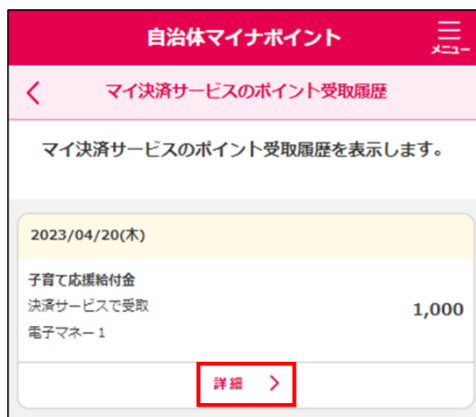 自治体マイナポイント
メニュー
マイ決済サービスのポイント受取履歴
マイ決済サービスのポイント受取履歴を表示します。
2023/04/20(木)
子育て応援給付金
決済サービスで受取
1,000
電子マネー1
詳細